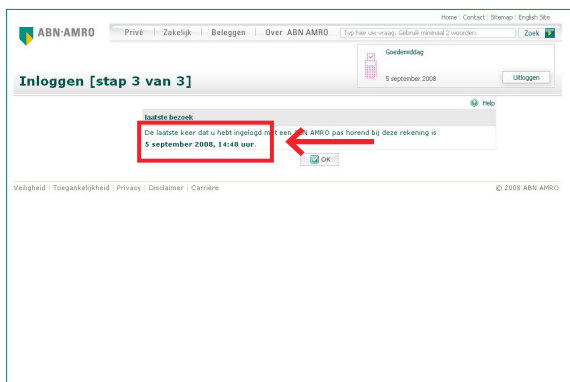 Home | Contact | Sitemap | English Site
ABN·AMRO
Privé | Zakelijk | Beleggen | Over ABN AMRO
Typ hier uw vraag. Gebruik minimaal 2 woorden.
Zoek
Goedemiddag
Inloggen [stap 3 van 3]
5 september 2008
Uitloggen
Help
laatste bezoek
De laatste keer dat u hebt ingelogd met een ABN AMRO pas horend bij deze rekening is
5 september 2008, 14:48 uur.
OK
Veiligheid | Toegankelijkheid | Privacy | Disclaimer | Carrière
© 2008 ABN AMRO